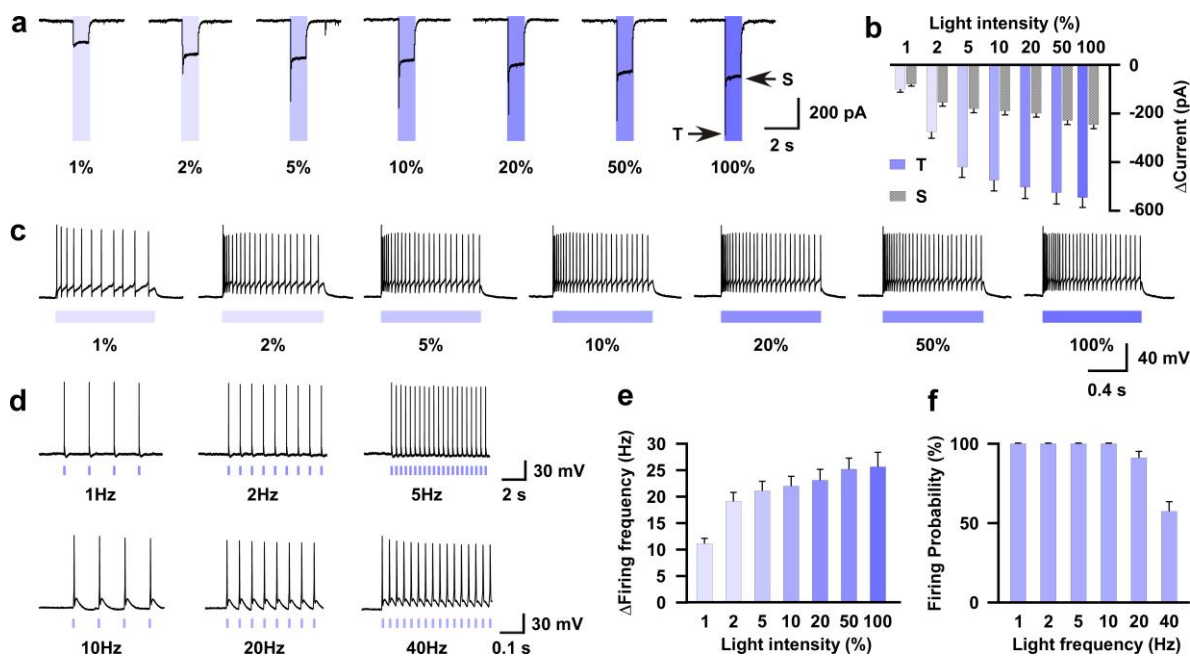 a
1% 2% 5% 10% 20% 50% 100%
T
S
200 pA
2 s
b
Light intensity (%)
1 2 5 10 20 50 100
0
-200
-400
-600
ΔCurrent (pA)
T
S
c
1% 2% 5% 10% 20% 50% 100%
40 mV
0.4 s
d
1Hz 2Hz 5Hz
30 mV
2 s
10Hz 20Hz 40Hz
30 mV
0.1 s
e
ΔFiring frequency (Hz)
30
25
20
15
10
5
0
1 2 5 10 20 50 100
Light intensity (%)
f
Firing Probability (%)
100
50
0
1 2 5 10 20 40
Light frequency (Hz)